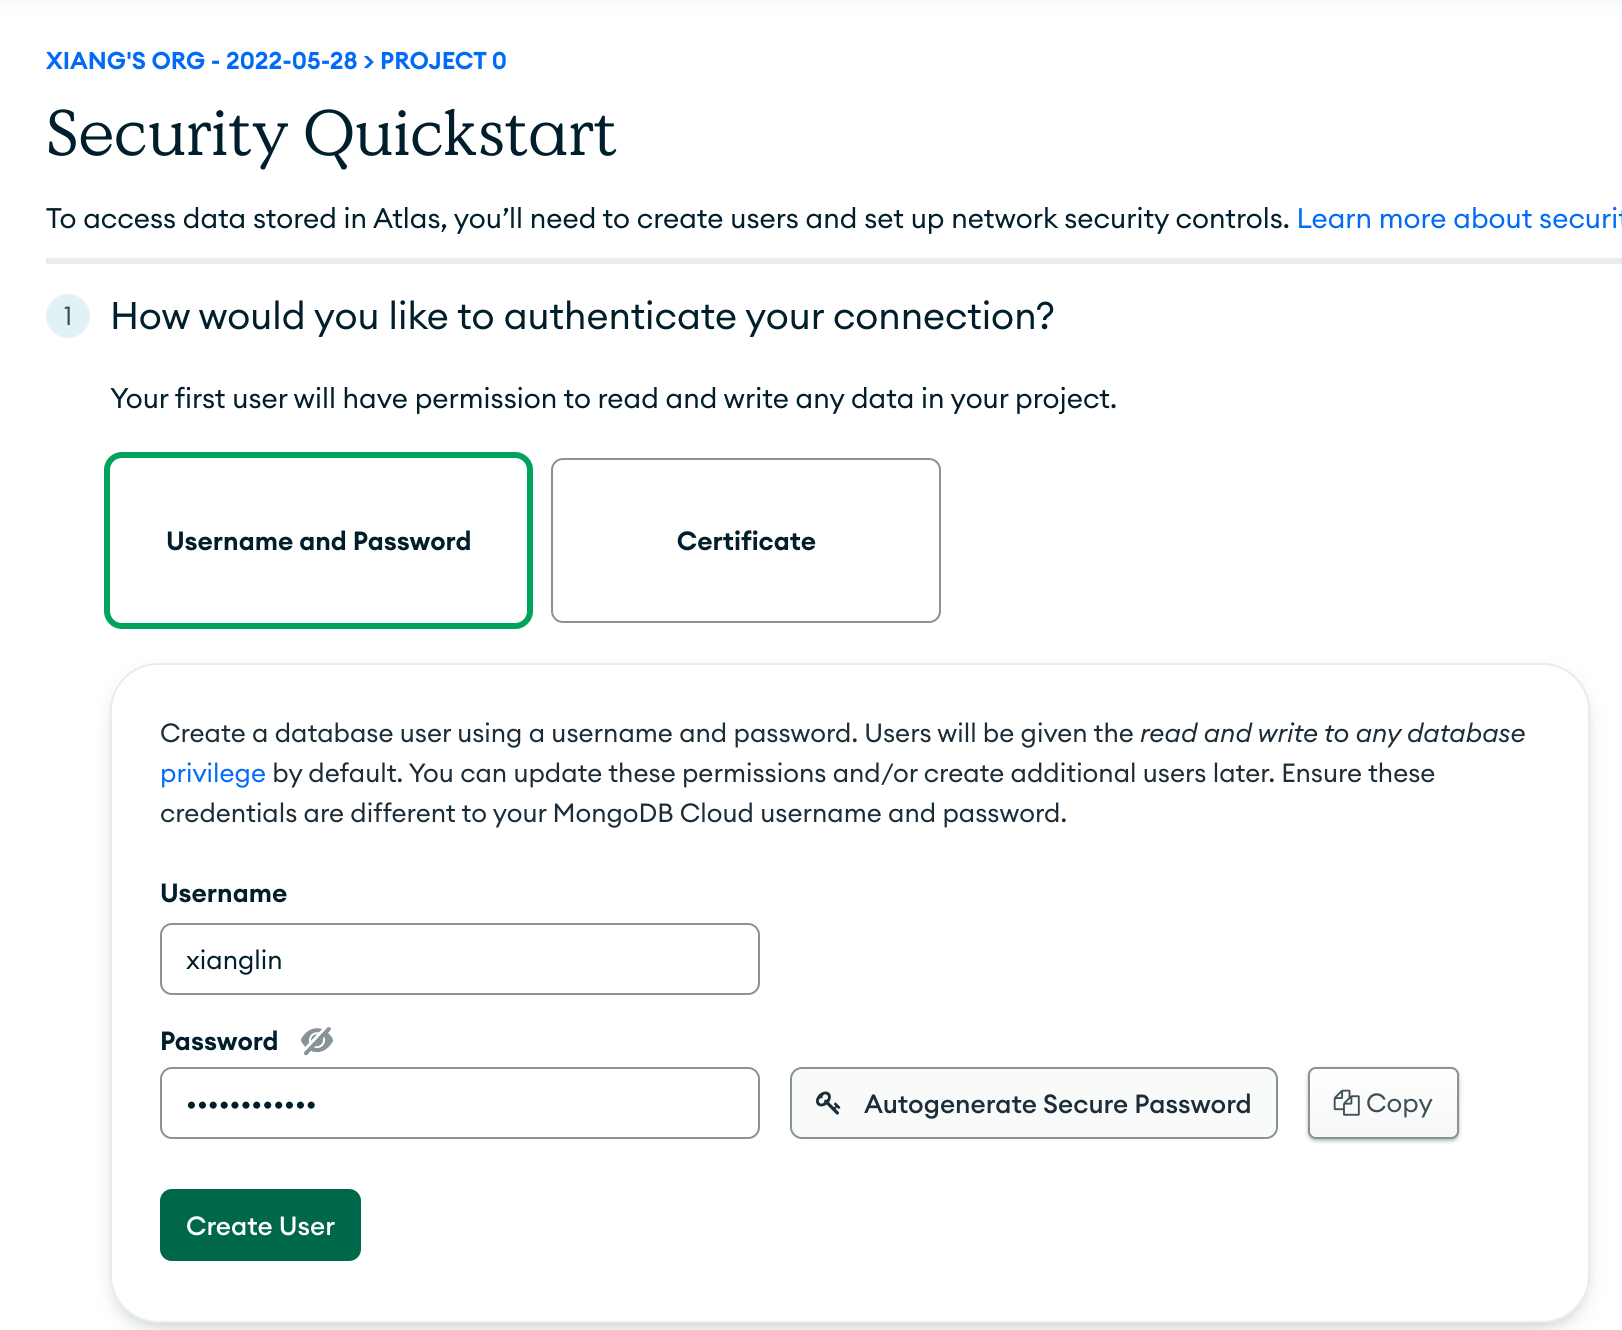 XIANG'S ORG - 2022-05-28 > PROJECT 0
Security Quickstart
To access data stored in Atlas, you’ll need to create users and set up network security controls. Learn more about
1 How would you like to authenticate your connection?
Your first user will have permission to read and write any data in your project.
Username and Password
Certificate
Create a database user using a username and password. Users will be given the read and write to any database
privilege by default. You can update these permissions and/or create additional users later. Ensure these
credentials are different to your MongoDB Cloud username and password.
Username
xianglin
Password
••••••••••••
Autogenerate Secure Password
Copy
Create User